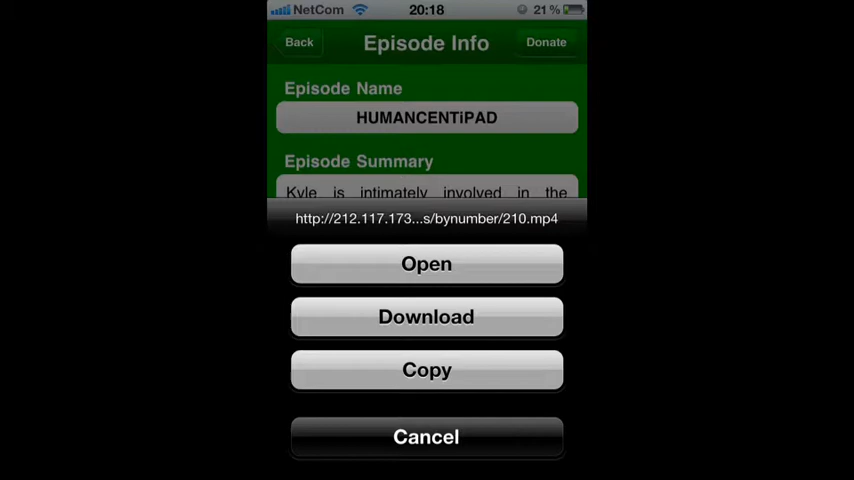 NetCom 20:18 21 %
Back Episode Info Donate
Episode Name
HUMANCENTiPAD
Episode Summary
Kyle is intimately involved in the
http://212.117.173...s/bynumber/210.mp4
Open
Download
Copy
Cancel